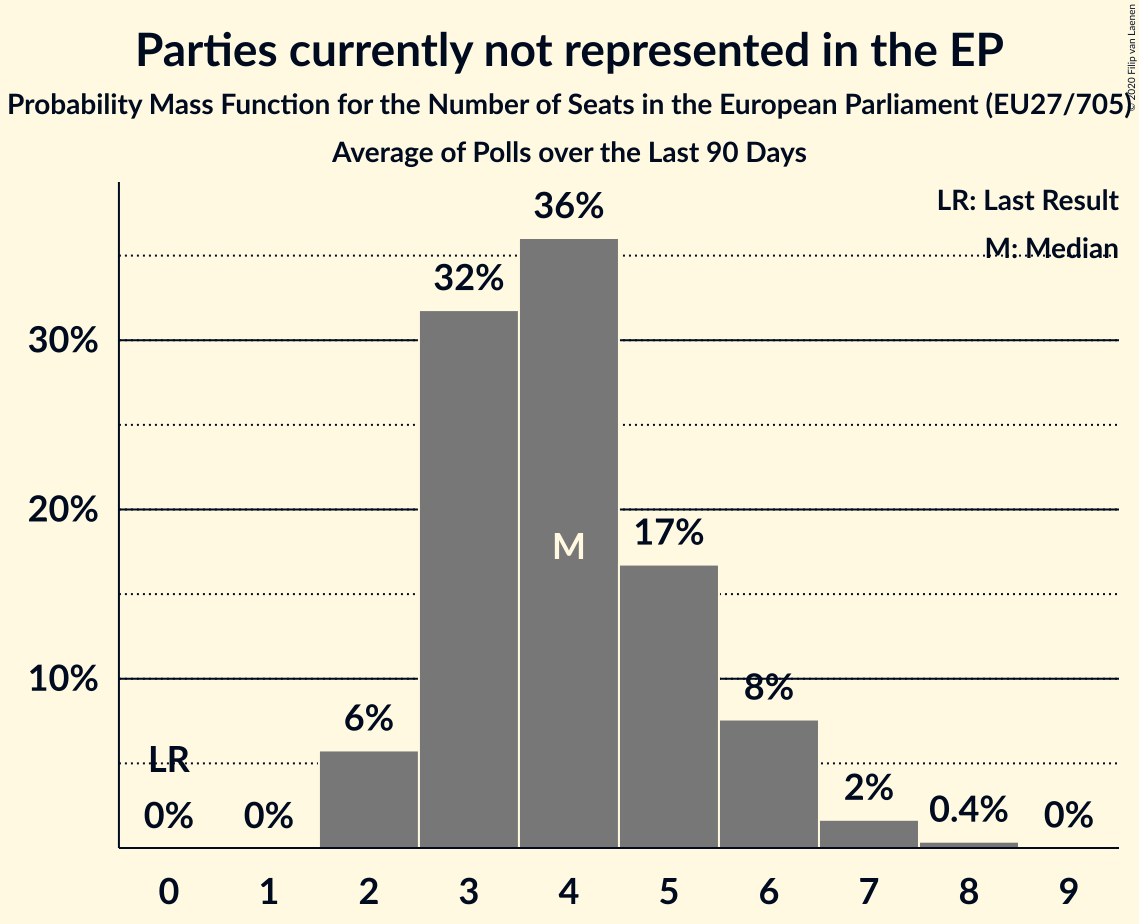 Parties currently not represented in the EP
Probability Mass Function for the Number of Seats in the European Parliament (EU27/705)
Average of Polls over the Last 90 Days
© 2020 Filip van Laenen
LR: Last Result
M: Median
36%
32%
30%
20%
17%
M
10%
8%
6%
LR
2%
0.4%
0%
0%
0%
0 1 2 3 4 5 6 7 8 9